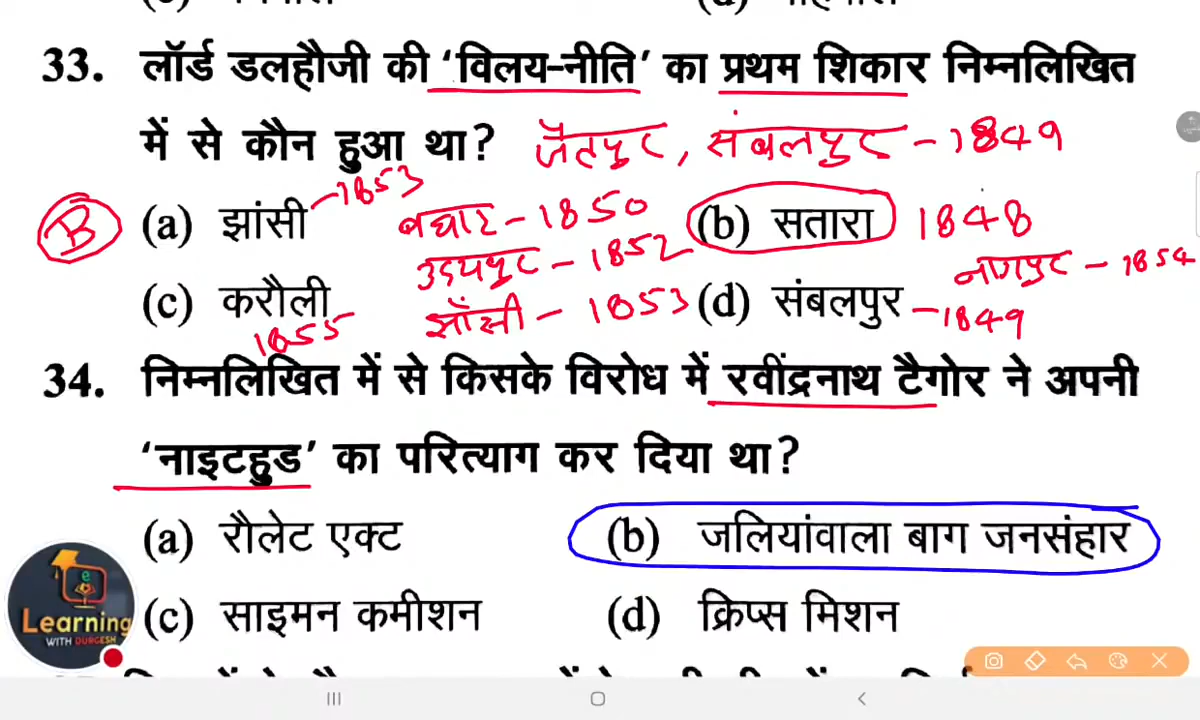 33. लॉर्ड डलहौजी की ‘विलय-नीति’ का प्रथम शिकार निम्नलिखित
में से कौन हुआ था? जैतपुर, संबलपुर - 1849
(a) झांसी - 1853
बघाट - 1850
(b) सतारा 1848
B
उदयपुर - 1852
नागपुर - 1854
(c) करौली
1855
झाँसी - 1853
(d) संबलपुर - 1849
34. निम्नलिखित में से किसके विरोध में रवींद्रनाथ टैगोर ने अपनी
‘नाइटहुड’ का परित्याग कर दिया था?
(a) रौलेट एक्ट
(b) जलियांवाला बाग जनसंहार
(c) साइमन कमीशन
(d) क्रिप्स मिशन
e
Learning
WITH DURGESH